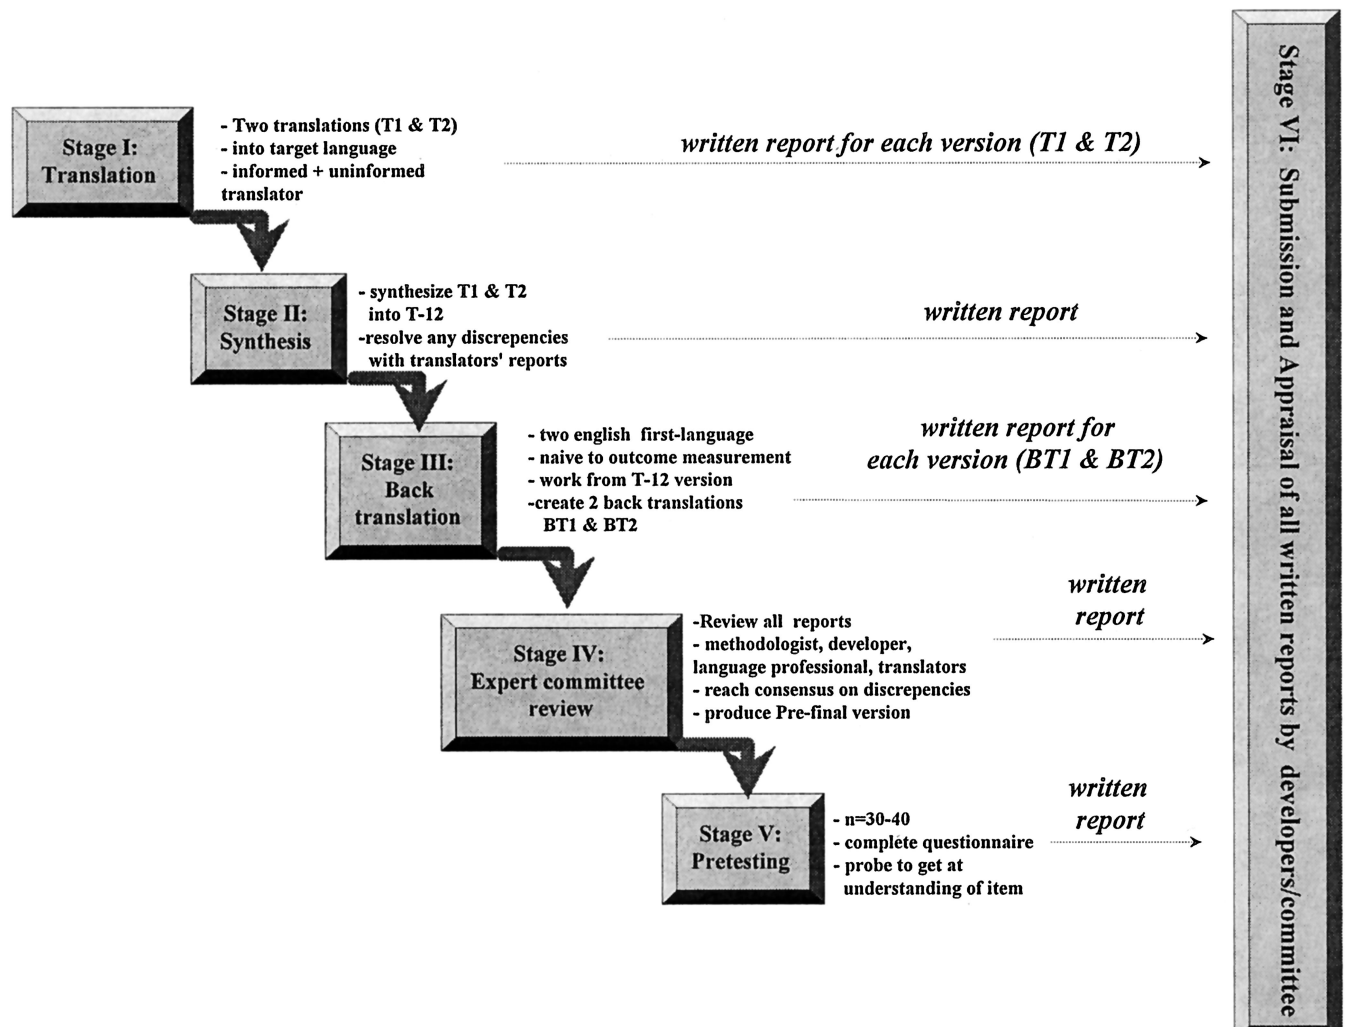 Stage I:
Translation
- Two translations (T1 & T2)
- into target language
- informed + uninformed
translator
written report for each version (T1 & T2)
Stage II:
Synthesis
- synthesize T1 & T2
into T-12
-resolve any discrepencies
with translators' reports
written report
Stage III:
Back
translation
- two english first-language
- naive to outcome measurement
- work from T-12 version
-create 2 back translations
BT1 & BT2
written report for
each version (BT1 & BT2)
Stage IV:
Expert committee
review
-Review all reports
- methodologist, developer,
language professional, translators
- reach consensus on discrepencies
- produce Pre-final version
written
report
Stage V:
Pretesting
- n=30-40
- complete questionnaire
- probe to get at
understanding of item
written
report
Stage VI: Submission and Appraisal of all written reports by developers/committee